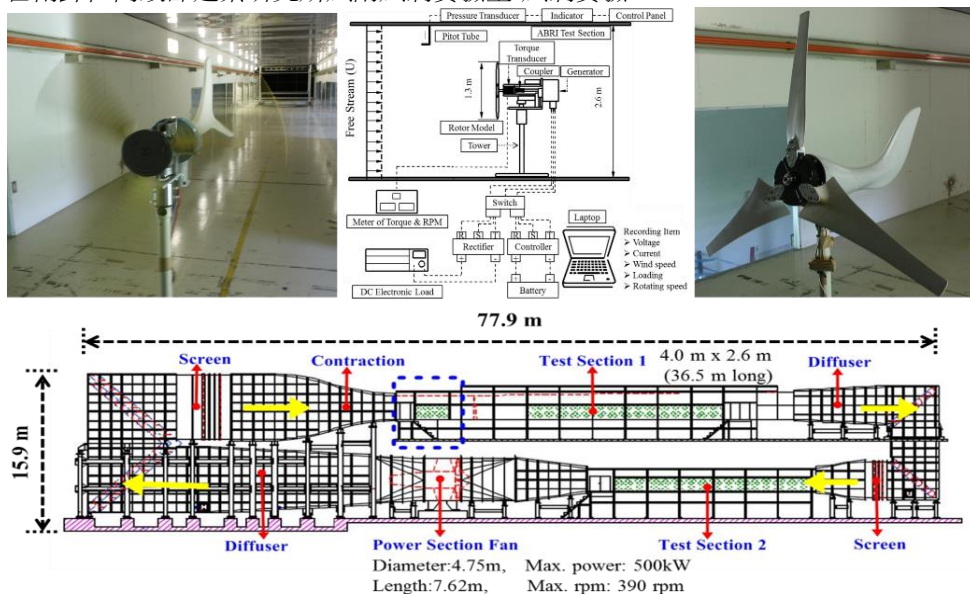 Pressure Transducer
Indicator
Control Panel
Pitot Tube
ABRI Test Section
Torque
Transducer
Coupler
Generator
Free Stream (U)
1.3 m
2.6 m
Rotor Model
Tower
Switch
Laptop
Meter of Torque & RPM
R S T
R S T
Rectifier
Controller
Recording Item
➤ Voltage
➤ Current
➤ Wind speed
➤ Loading
➤ Rotating speed
DC Electronic Load
Battery
77.9 m
Screen
Contraction
Test Section 1
4.0 m x 2.6 m
(36.5 m long)
Diffuser
15.9 m
Diffuser
Power Section Fan
Test Section 2
Screen
Diameter:4.75m, Max. power: 500kW
Length:7.62m, Max. rpm: 390 rpm